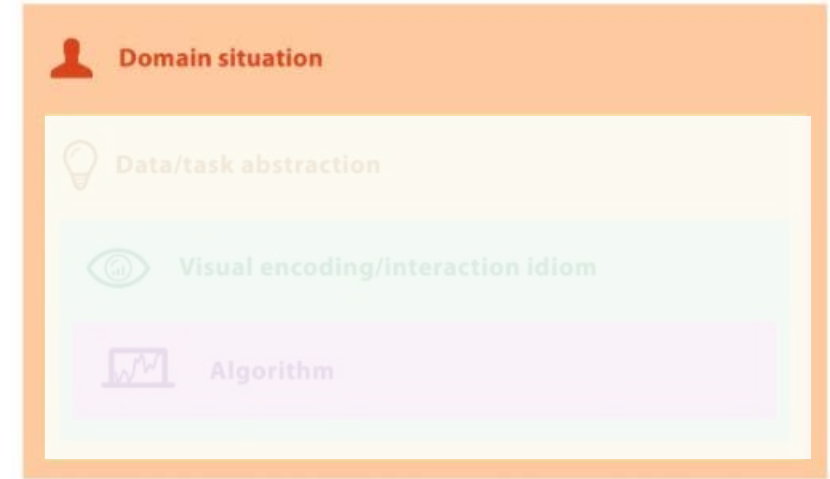 Domain situation
Data/task abstraction
Visual encoding/interaction idiom
Algorithm